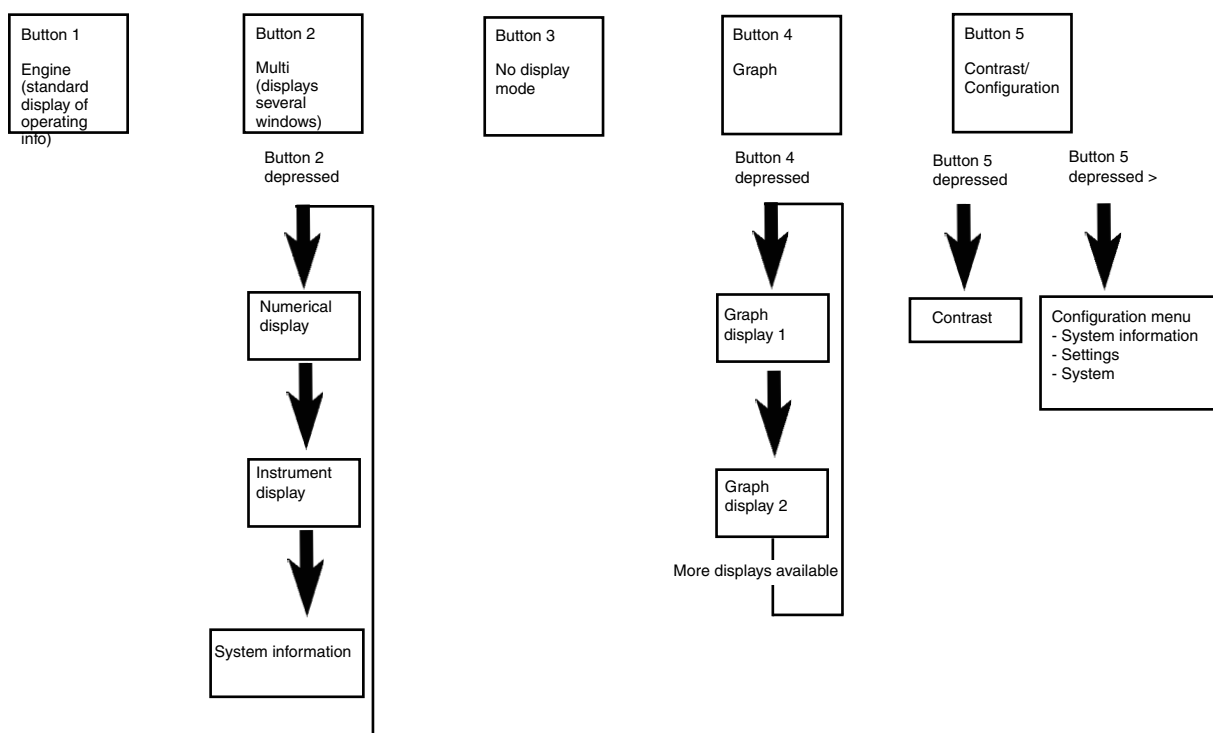 Button 1
Engine
(standard
display of
operating
info)
Button 2
Multi
(displays
several
windows)
Button 3
No display
mode
Button 4
Graph
Button 5
Contrast/
Configuration
Button 2
depressed
Button 4
depressed
Button 5
depressed
Button 5
depressed >
Numerical
display
Graph
display 1
Contrast
Configuration menu
- System information
- Settings
- System
Instrument
display
Graph
display 2
More displays available
System information